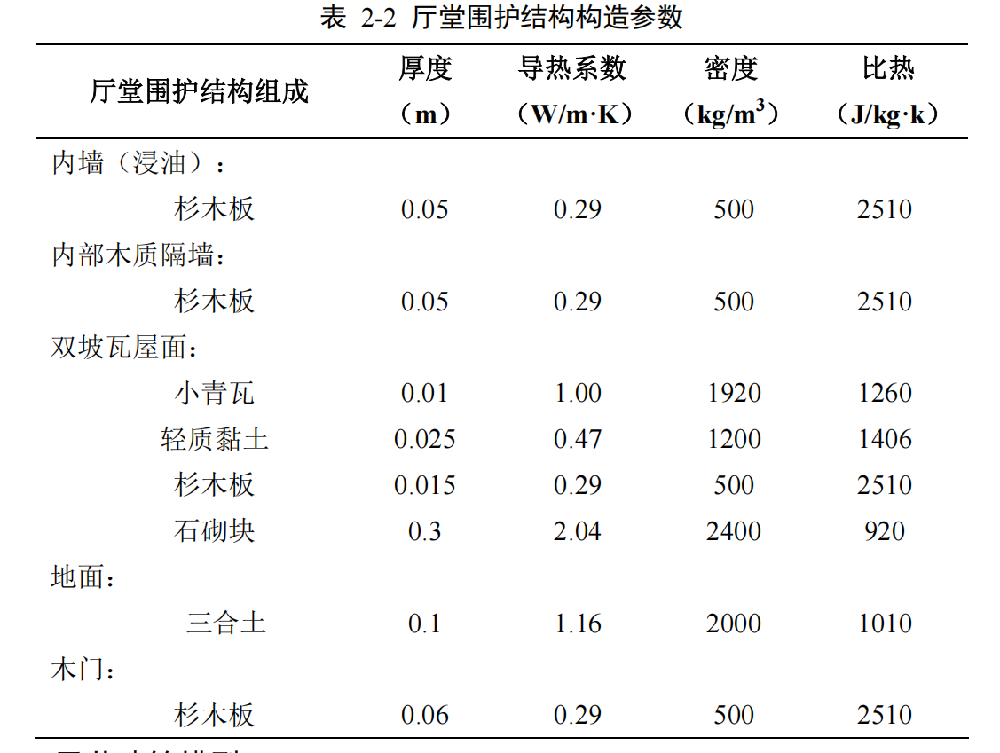 表 2-2 厅堂围护结构构造参数
厅堂围护结构组成 厚度（m） 导热系数（W/m·K） 密度（kg/m³） 比热（J/kg·k）
内墙（浸油）：
杉木板 0.05 0.29 500 2510
内部木质隔墙：
杉木板 0.05 0.29 500 2510
双坡瓦屋面：
小青瓦 0.01 1.00 1920 1260
轻质黏土 0.025 0.47 1200 1406
杉木板 0.015 0.29 500 2510
石砌块 0.3 2.04 2400 920
地面：
三合土 0.1 1.16 2000 1010
木门：
杉木板 0.06 0.29 500 2510